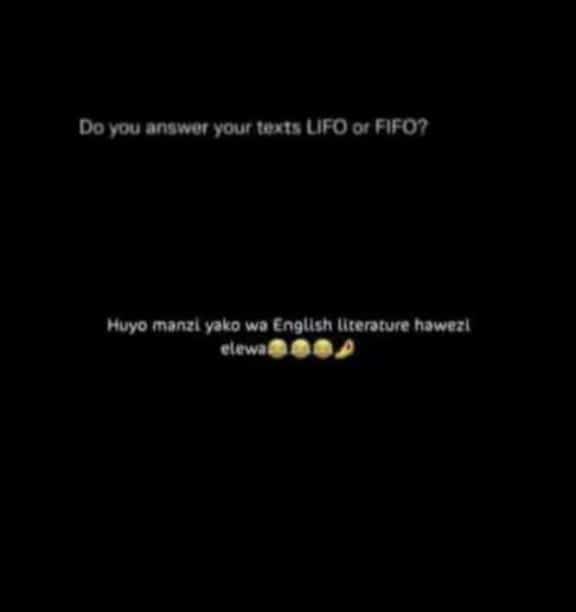 Do you answer your texts LIFO or FIFO?
Huyo manzi yako wa English literature hawezi
elewa😂😂😂🤌